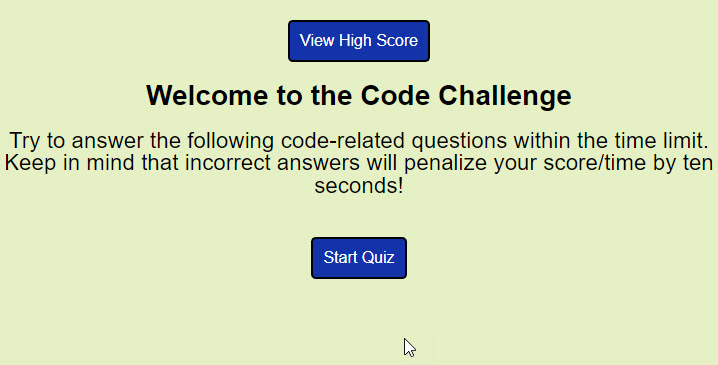 View High Score
Welcome to the Code Challenge
Try to answer the following code-related questions within the time limit.
Keep in mind that incorrect answers will penalize your score/time by ten
seconds!
Start Quiz